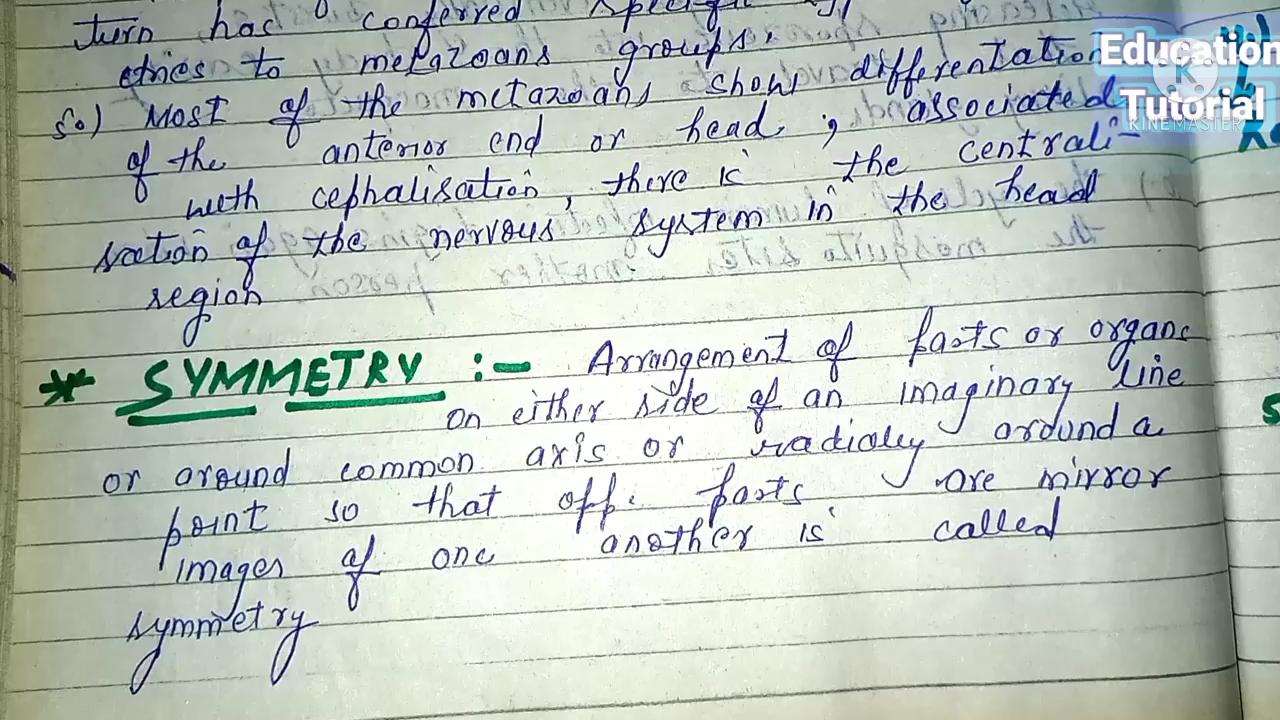 Turn has conferred
etries to metazoans groups.
50) Most of the metazoans show differentation
of the anterior end or head, associated
with cephalisation, there is the centrali-
sation of the nervous system in the head
region
* SYMMETRY :- Arrangement of parts or organs
on either side of an imaginary line
or around common axis or radialy around a
point so that opp. parts are mirror
images of one another is called
symmetry
Education
Tutorial
KINEMASTER